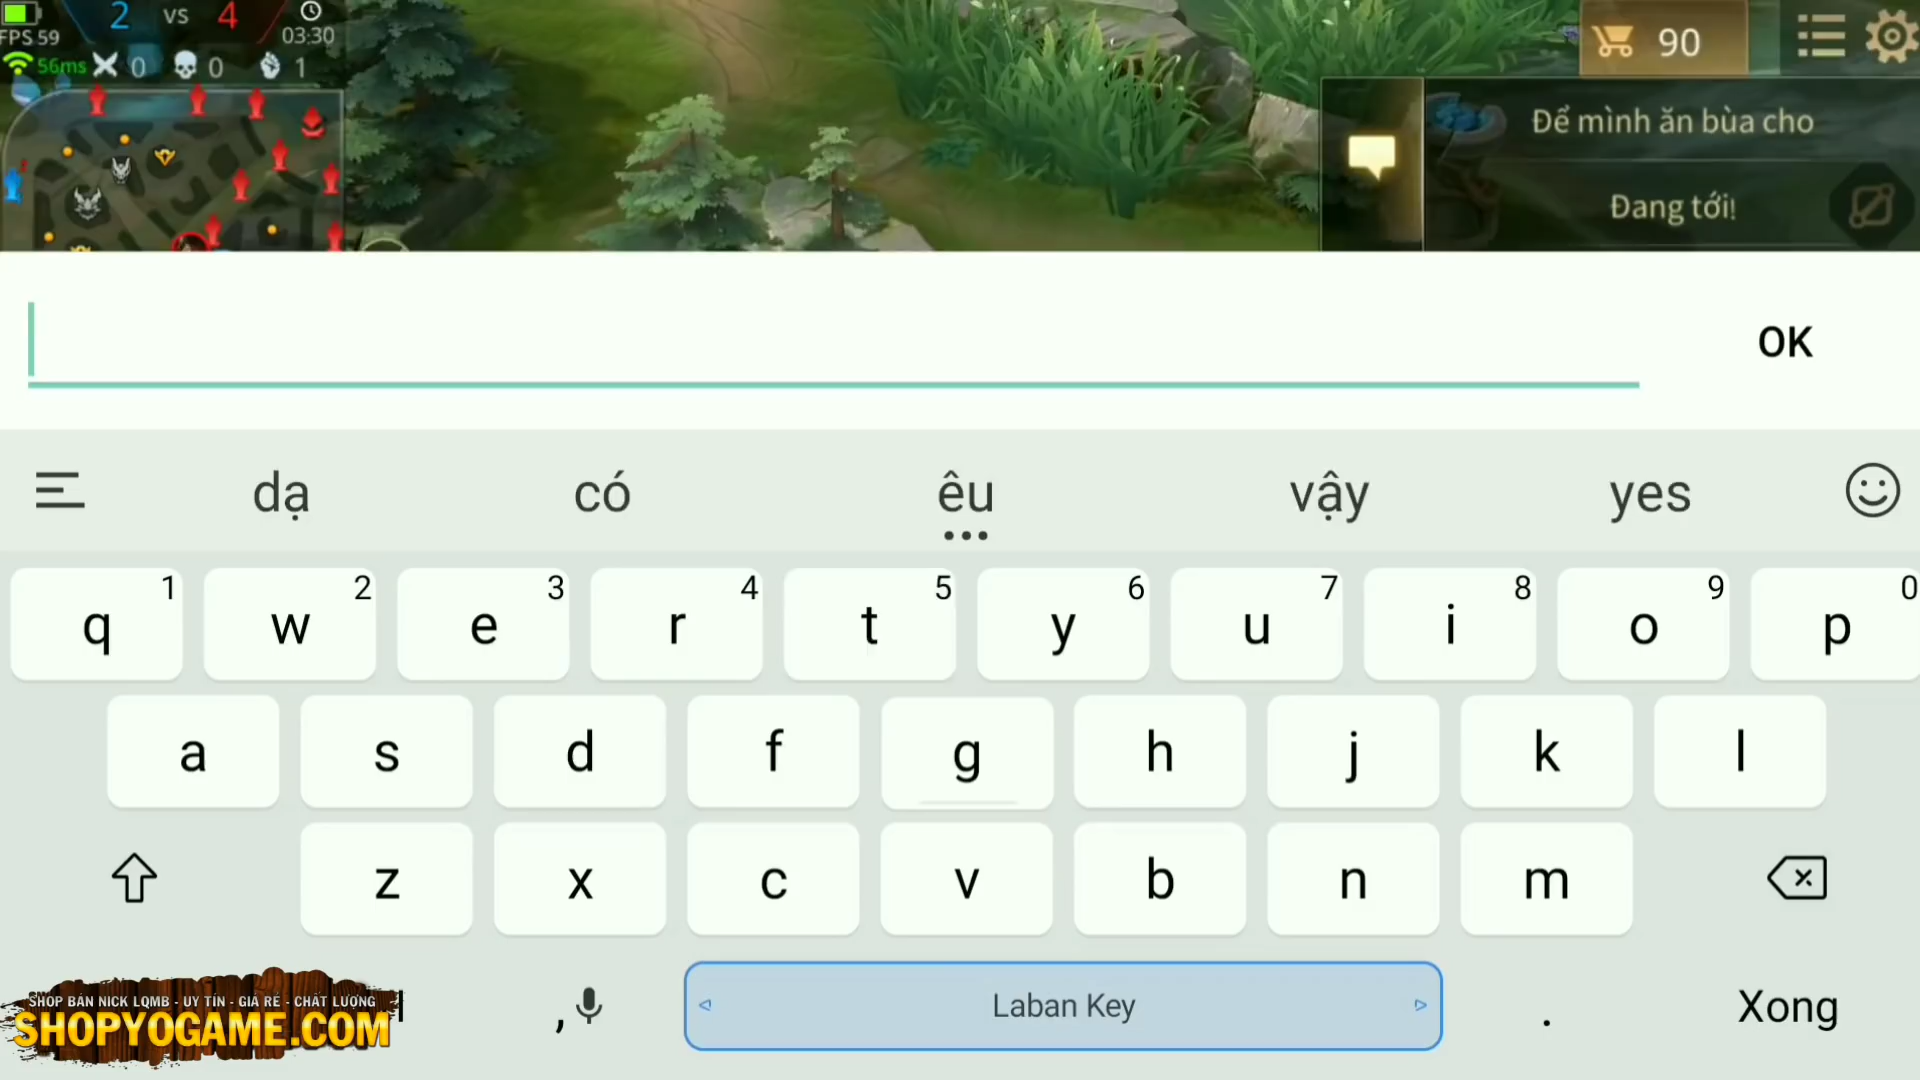 2 vs 4 03:30
FPS 59
56ms 0 0 1
90
Để mình ăn bùa cho
Đang tới!
OK
dạ có êu vậy yes
1 2 3 4 5 6 7 8 9 0
q w e r t y u i o p
a s d f g h j k l
z x c v b n m
, Laban Key . Xong
SHOP BÁN NICK LQMB - UY TÍN - GIÁ RẺ - CHẤT LƯỢNG
SHOPYOGAME.COM